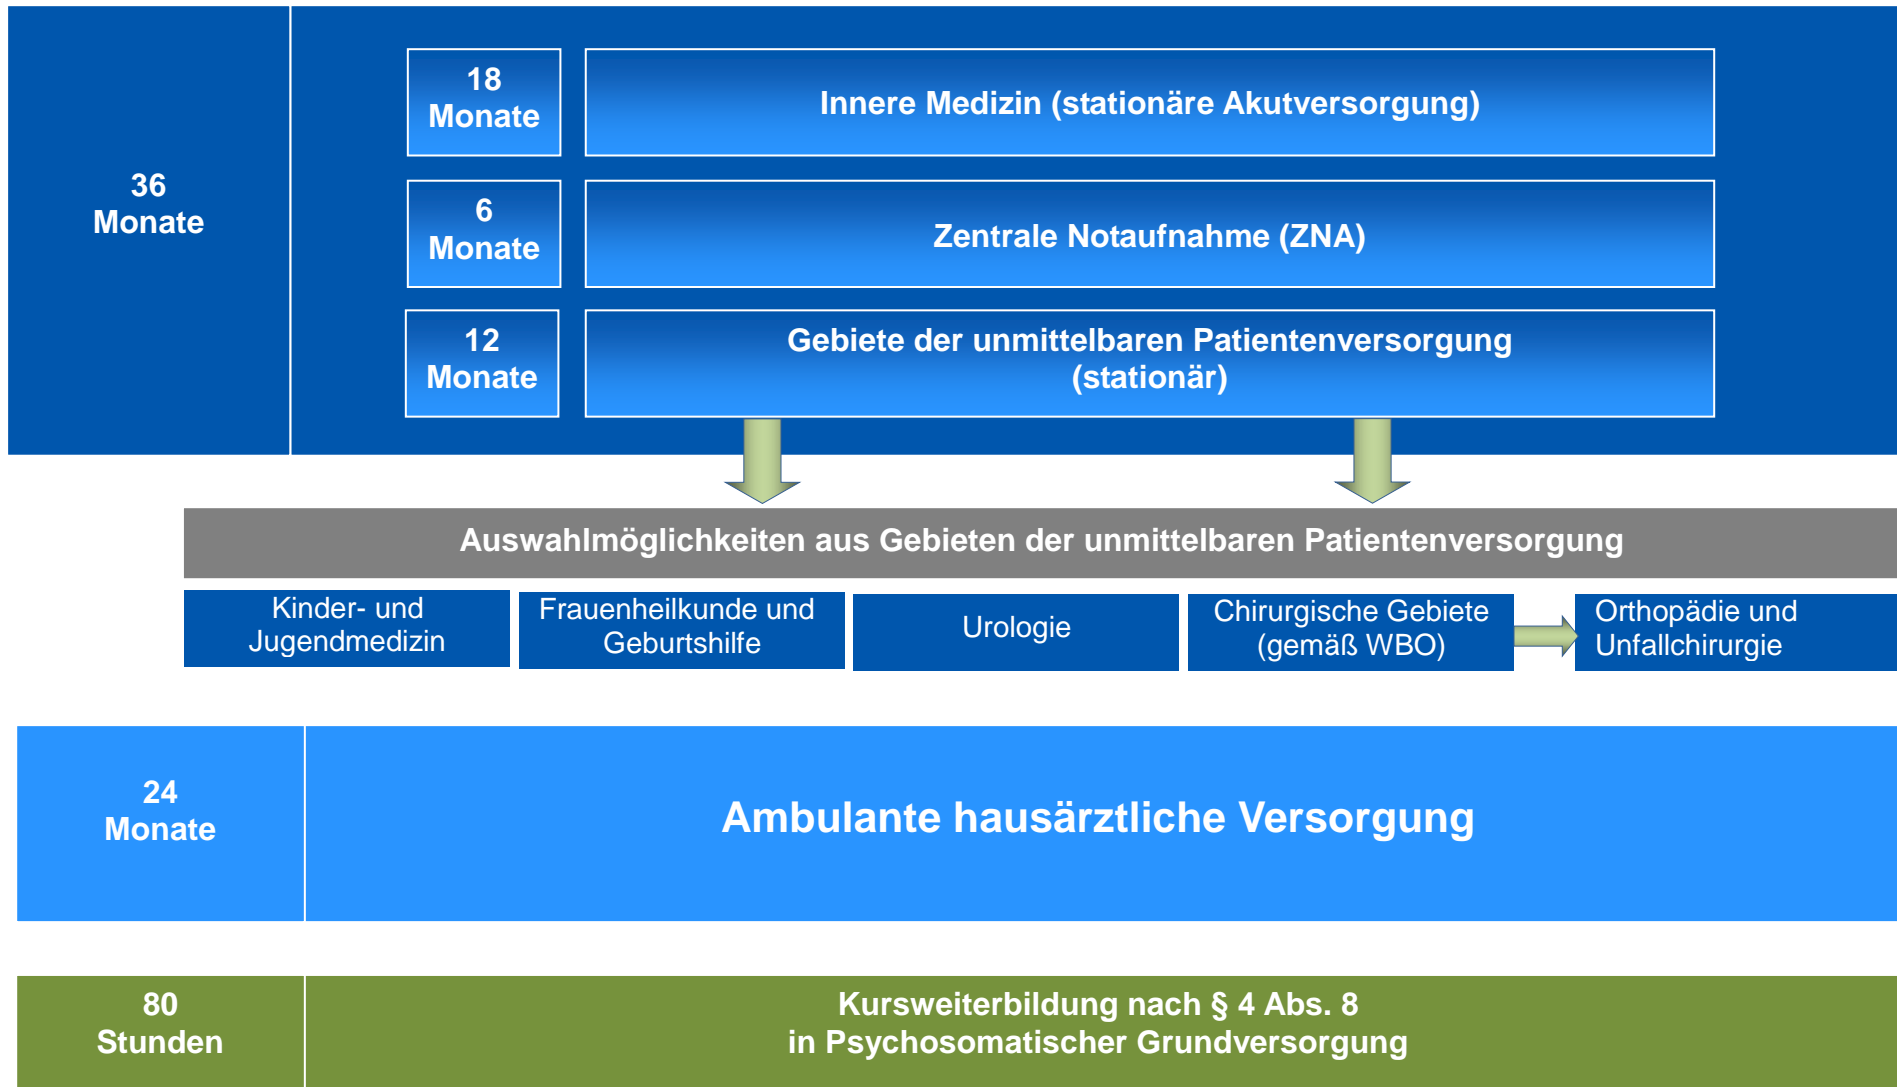 36
Monate
18
Monate
Innere Medizin (stationäre Akutversorgung)
6
Monate
Zentrale Notaufnahme (ZNA)
12
Monate
Gebiete der unmittelbaren Patientenversorgung
(stationär)
Auswahlmöglichkeiten aus Gebieten der unmittelbaren Patientenversorgung
Kinder- und
Jugendmedizin
Frauenheilkunde und
Geburtshilfe
Urologie
Chirurgische Gebiete
(gemäß WBO)
Orthopädie und
Unfallchirurgie
24
Monate
Ambulante hausärztliche Versorgung
80
Stunden
Kursweiterbildung nach § 4 Abs. 8
in Psychosomatischer Grundversorgung